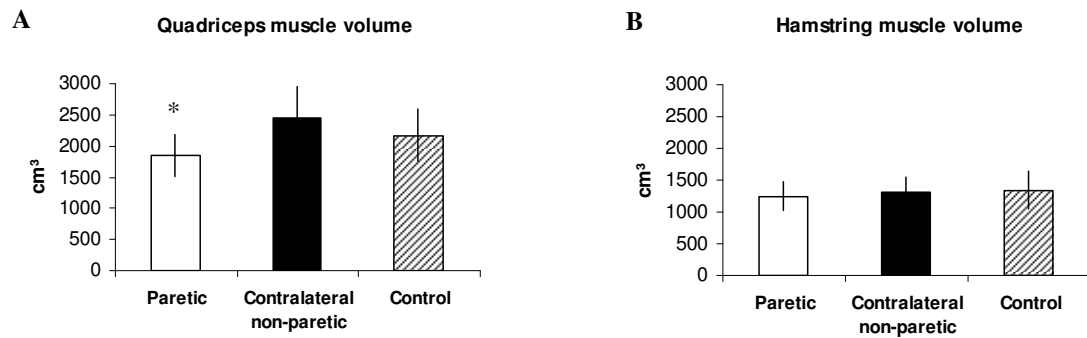 A
Quadriceps muscle volume
cm³
3000
2500
2000
1500
1000
500
0
*
Paretic
Contralateral
non-paretic
Control
B
Hamstring muscle volume
cm³
3000
2500
2000
1500
1000
500
0
Paretic
Contralateral
non-paretic
Control